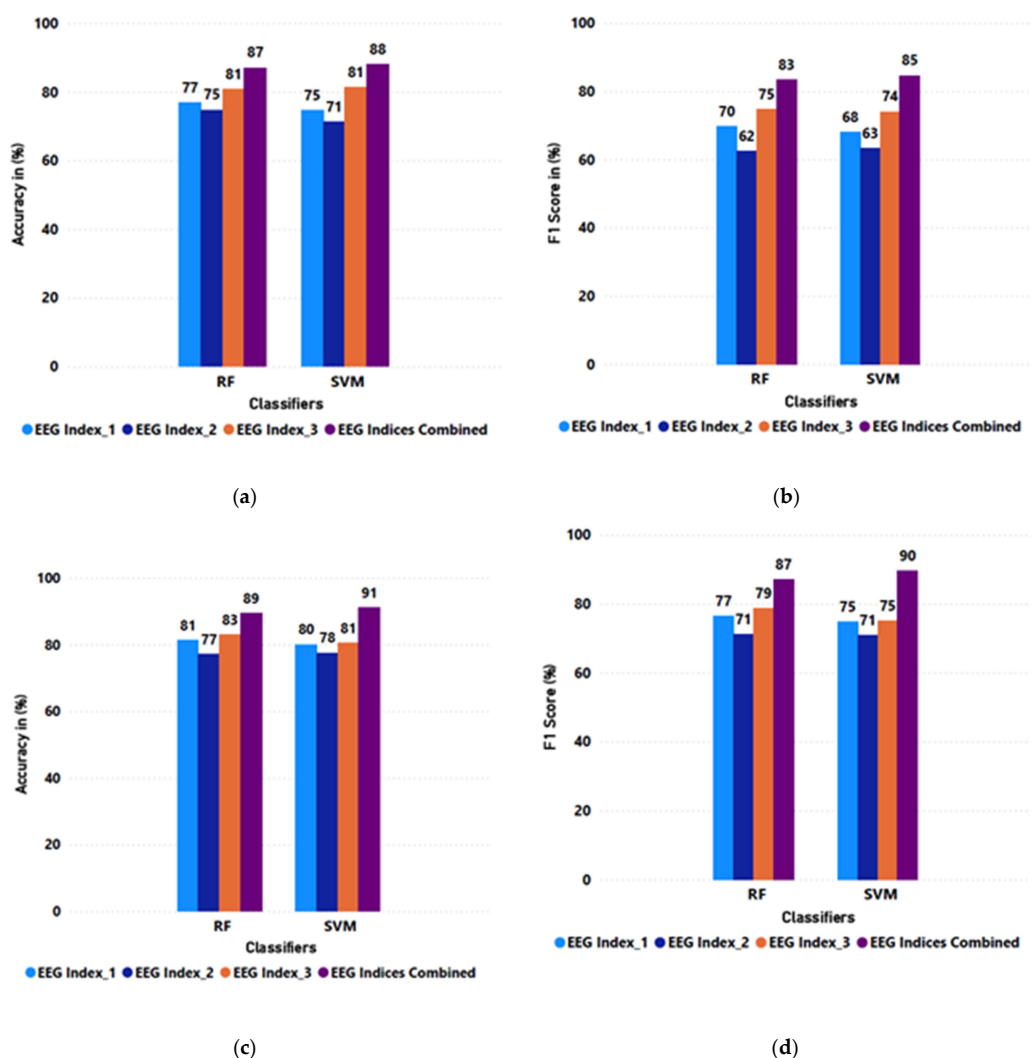 100
80
60
40
20
0
Accuracy in (%)
77
75
81
87
75
71
81
88
RF
SVM
Classifiers
EEG Index_1 EEG Index_2 EEG Index_3 EEG Indices Combined
(a)
100
80
60
40
20
0
F1 Score in (%)
70
62
75
83
68
63
74
85
RF
SVM
Classifiers
EEG Index_1 EEG Index_2 EEG Index_3 EEG Indices Combined
(b)
100
80
60
40
20
0
Accuracy in (%)
81
77
83
89
80
78
81
91
RF
SVM
Classifiers
EEG Index_1 EEG Index_2 EEG Index_3 EEG Indices Combined
(c)
100
80
60
40
20
0
F1 Score (%)
77
71
79
87
75
71
75
90
RF
SVM
Classifiers
EEG Index_1 EEG Index_2 EEG Index_3 EEG Indices Combined
(d)